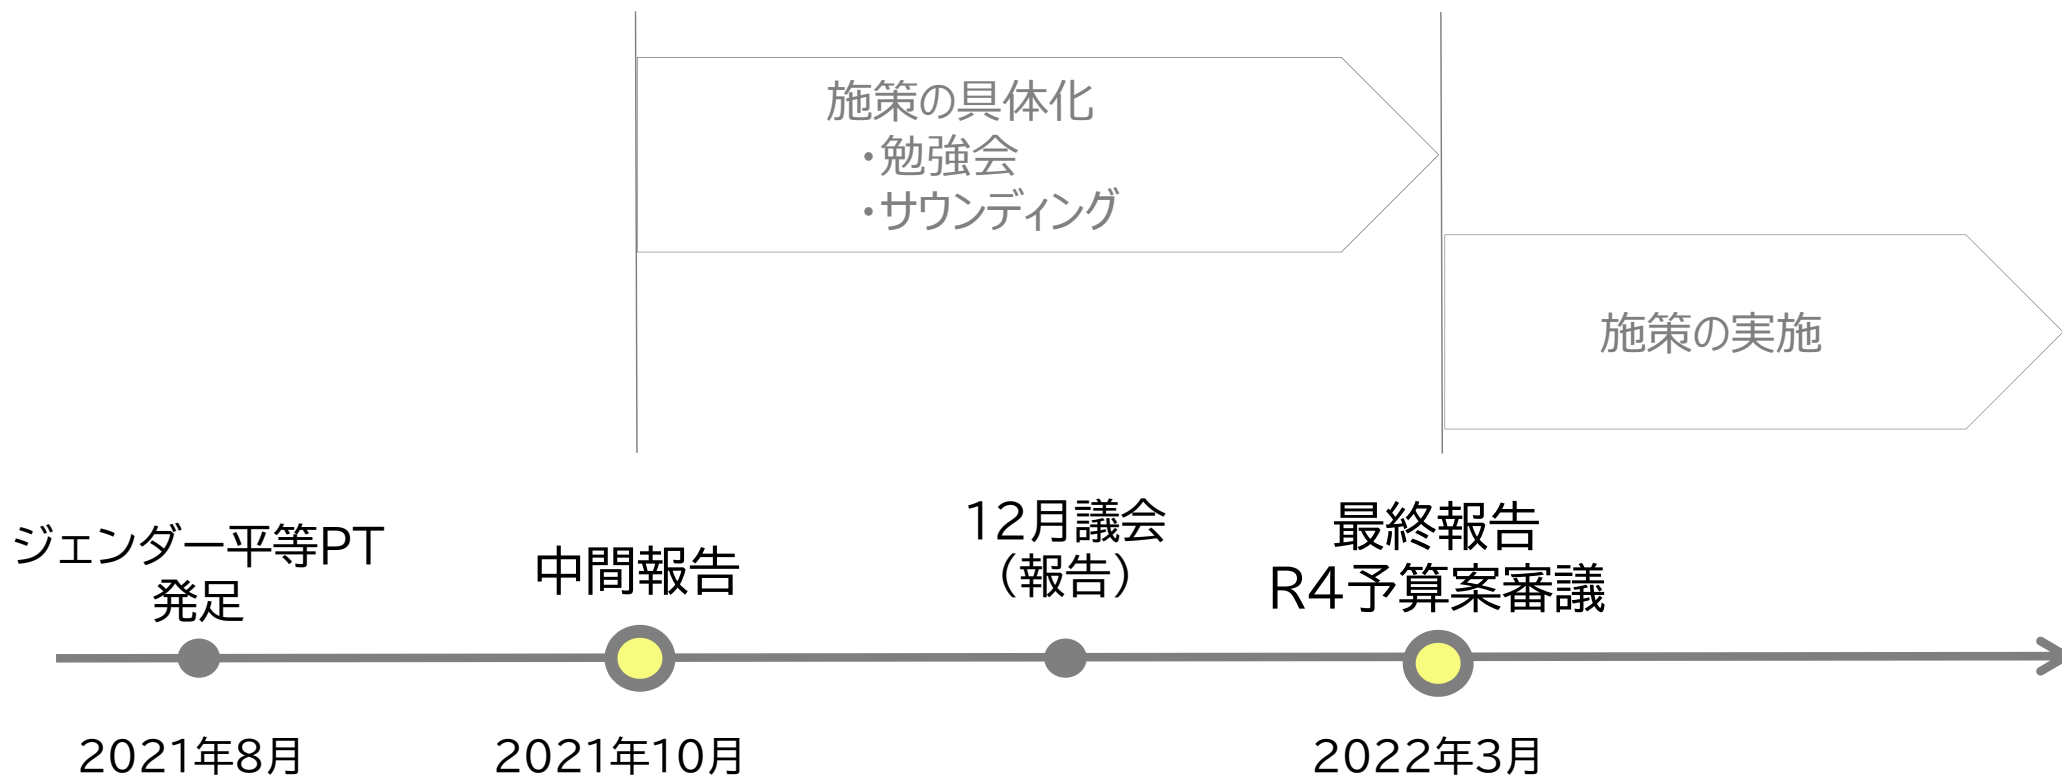 施策の具体化
・勉強会
・サウンディング
施策の実施
ジェンダー平等PT
発足
中間報告
12月議会
（報告）
最終報告
R4予算案審議
2021年8月
2021年10月
2022年3月